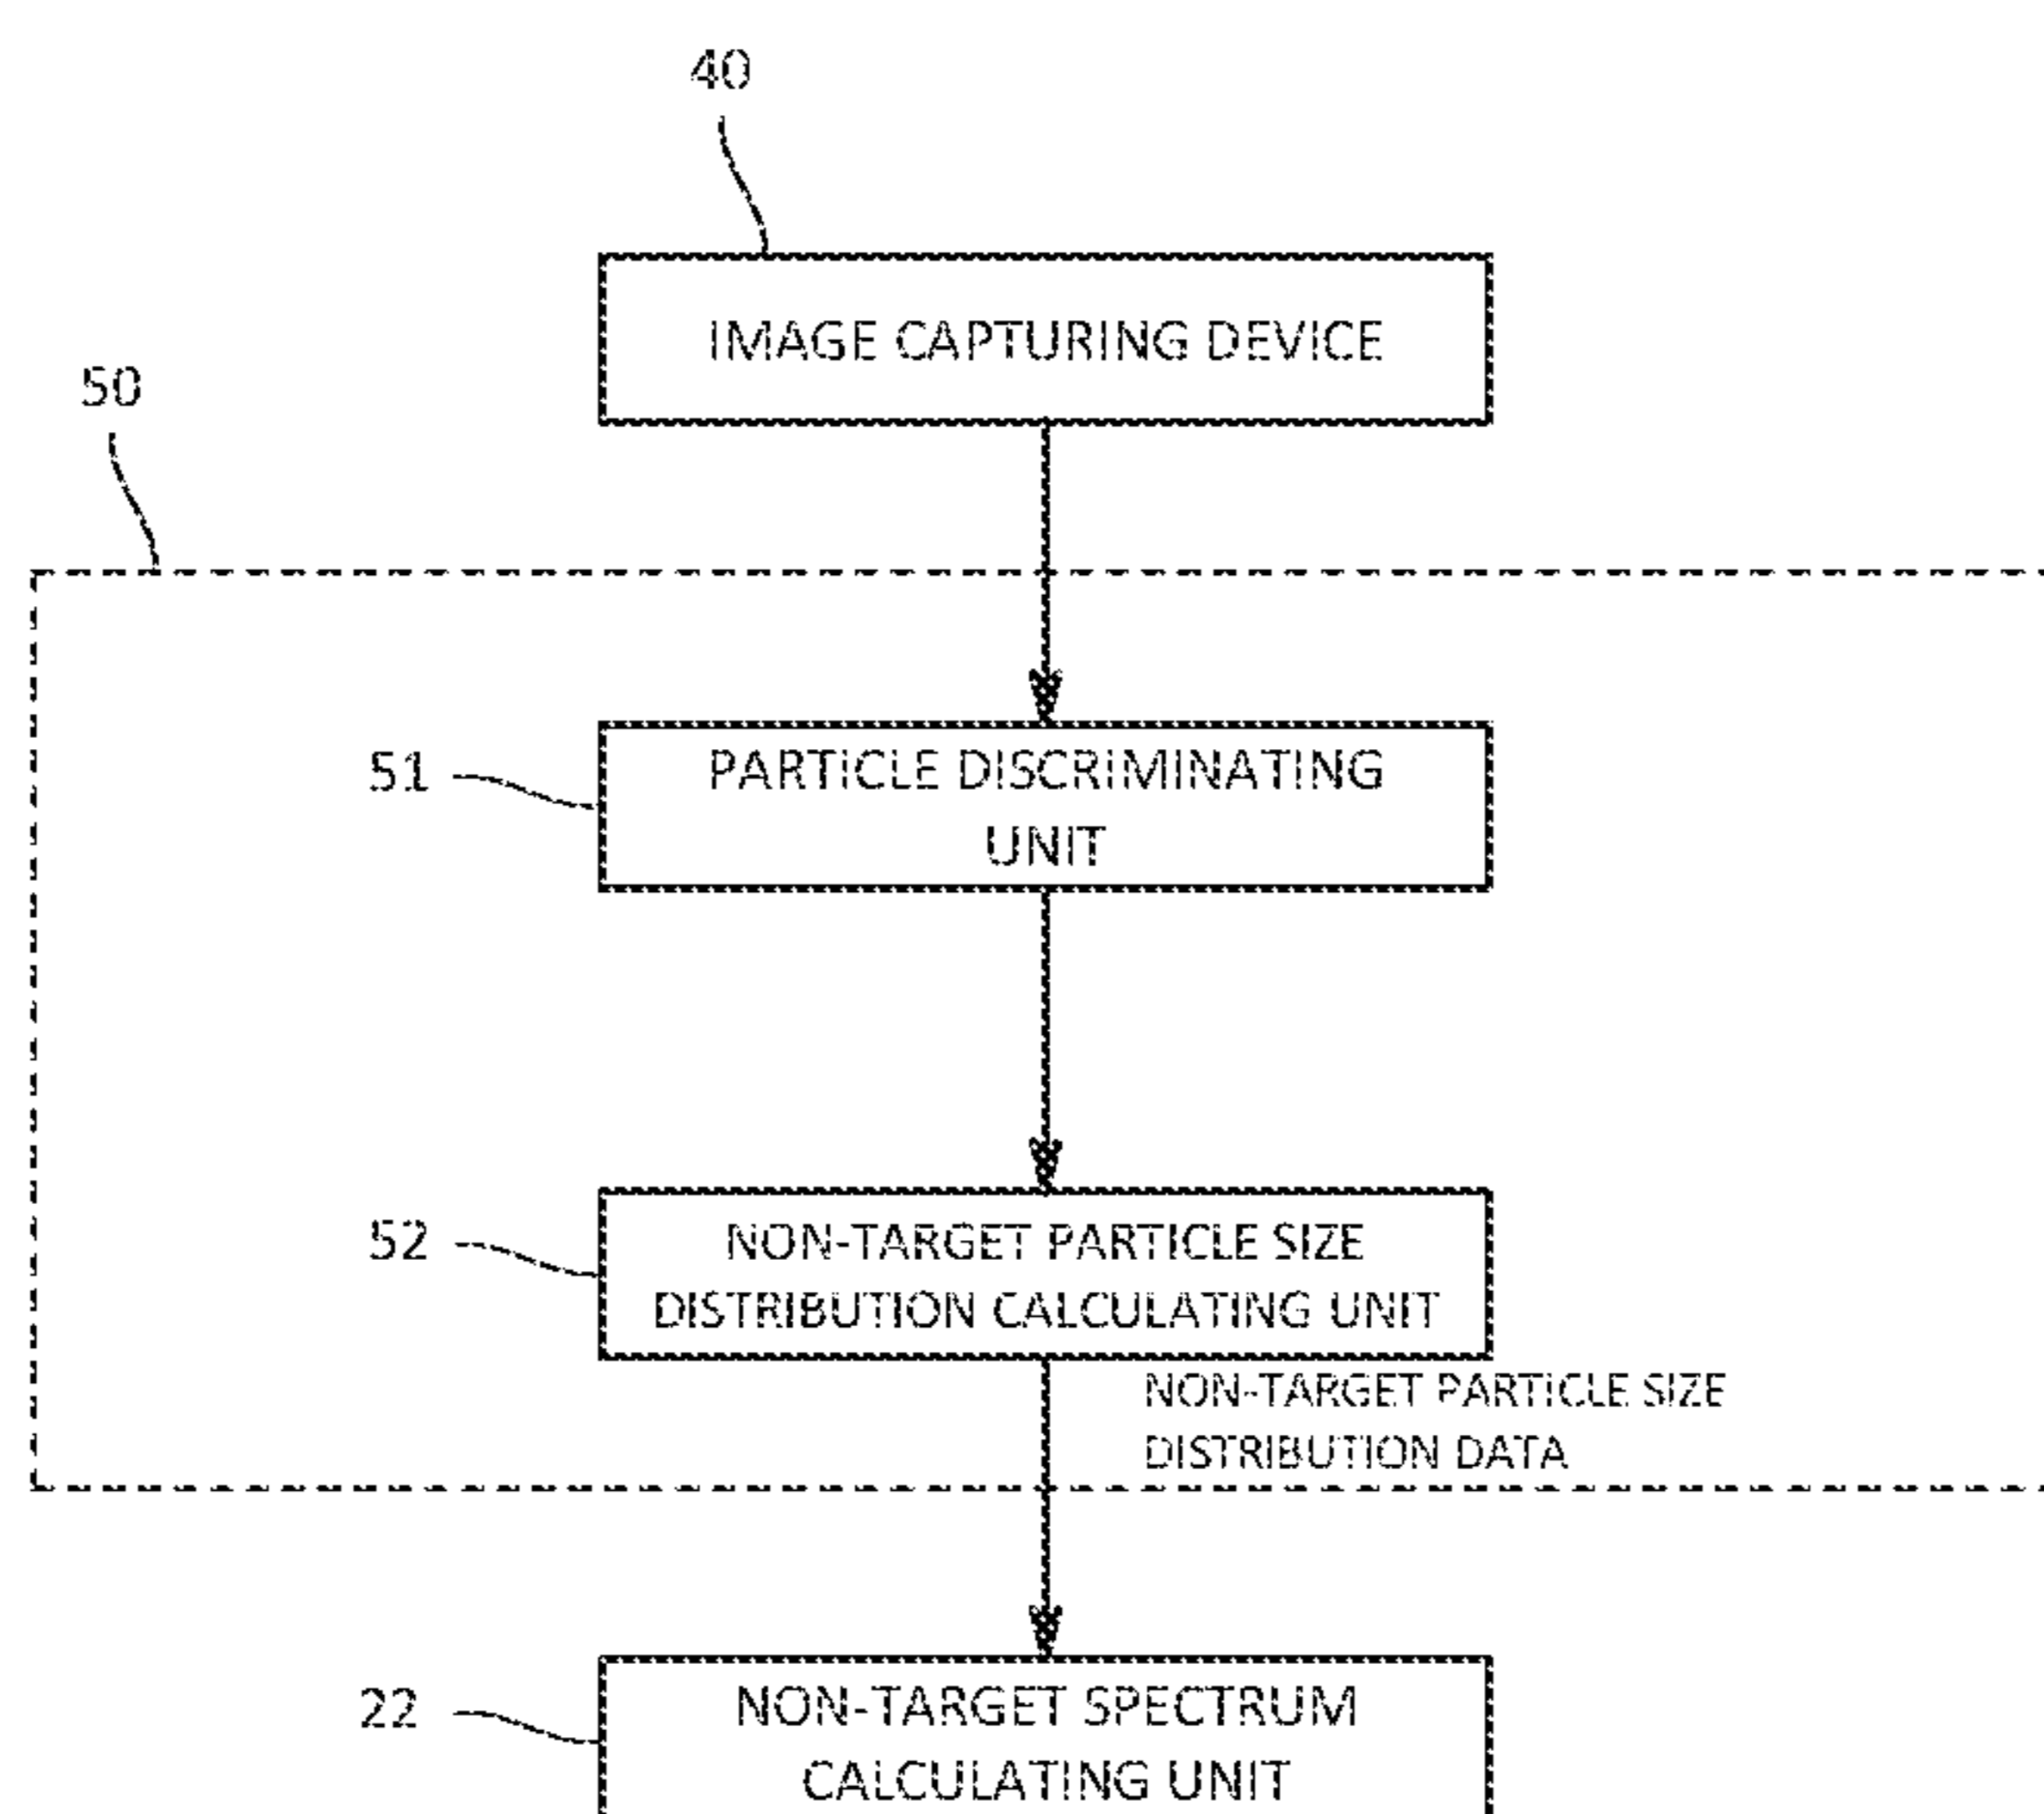 40
IMAGE CAPTURING DEVICE
50
51
PARTICLE DISCRIMINATING
UNIT
52
NON-TARGET PARTICLE SIZE
DISTRIBUTION CALCULATING UNIT
NON-TARGET PARTICLE SIZE
DISTRIBUTION DATA
22
NON-TARGET SPECTRUM
CALCULATING UNIT